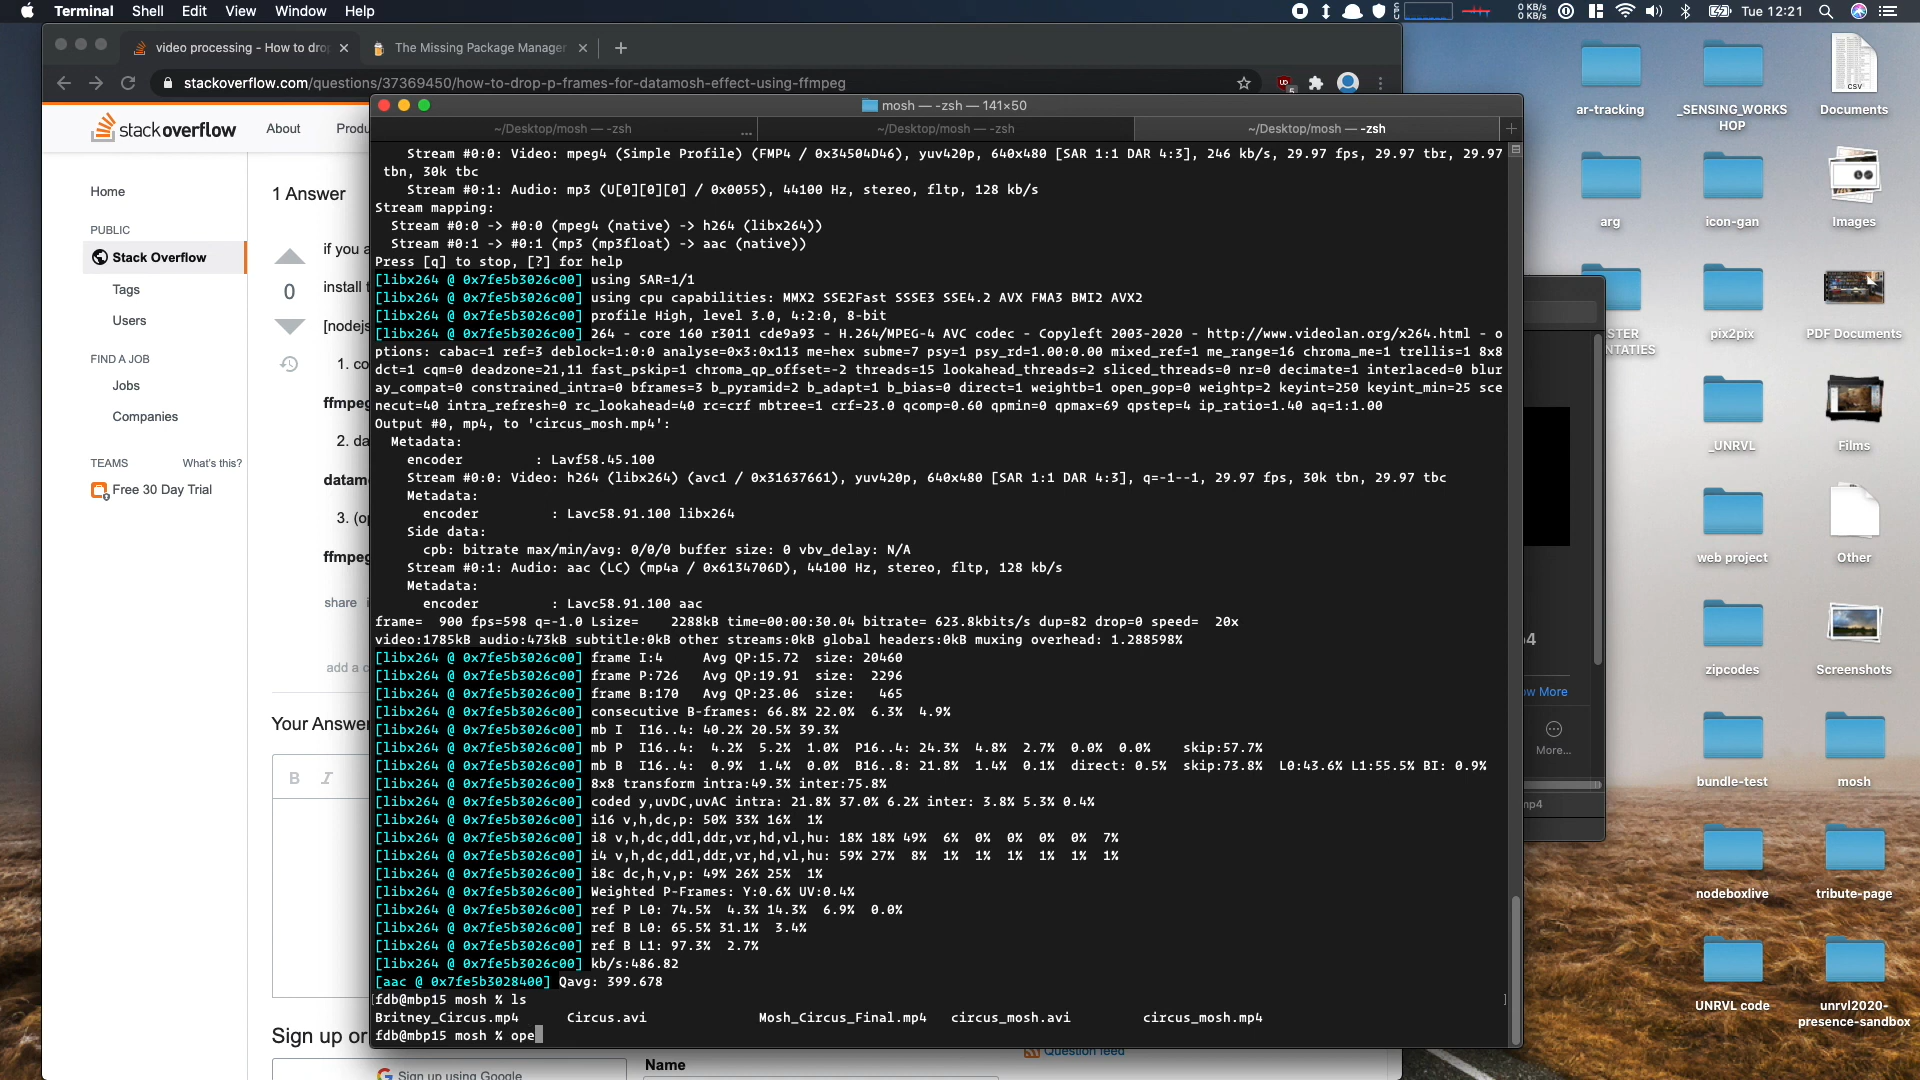 Terminal Shell Edit View Window Help
0 KB/s
0 KB/s
Tue 12:21
video processing - How to dro
The Missing Package Manager
stackoverflow.com/questions/37369450/how-to-drop-p-frames-for-datamosh-effect-using-ffmpeg
stackoverflow About Produ
Home
PUBLIC
Stack Overflow
Tags
Users
FIND A JOB
Jobs
Companies
TEAMS What's this?
Free 30 Day Trial
1 Answer
if you a
0
install t
[nodejs
1. co
ffmpeg
2. da
datam
3. (op
ffmpeg
share
add a c
Your Answer
B I
Sign up or
Sign up using Google
Name
Question feed
mosh — -zsh — 141×50
~/Desktop/mosh — -zsh ... ~/Desktop/mosh — -zsh ~/Desktop/mosh — -zsh
Stream #0:0: Video: mpeg4 (Simple Profile) (FMP4 / 0x34504D46), yuv420p, 640x480 [SAR 1:1 DAR 4:3], 246 kb/s, 29.97 fps, 29.97 tbr, 29.97
tbn, 30k tbc
Stream #0:1: Audio: mp3 (U[0][0][0] / 0x0055), 44100 Hz, stereo, fltp, 128 kb/s
Stream mapping:
Stream #0:0 -> #0:0 (mpeg4 (native) -> h264 (libx264))
Stream #0:1 -> #0:1 (mp3 (mp3float) -> aac (native))
Press [q] to stop, [?] for help
[libx264 @ 0x7fe5b3026c00] using SAR=1/1
[libx264 @ 0x7fe5b3026c00] using cpu capabilities: MMX2 SSE2Fast SSSE3 SSE4.2 AVX FMA3 BMI2 AVX2
[libx264 @ 0x7fe5b3026c00] profile High, level 3.0, 4:2:0, 8-bit
[libx264 @ 0x7fe5b3026c00] 264 - core 160 r3011 cde9a93 - H.264/MPEG-4 AVC codec - Copyleft 2003-2020 - http://www.videolan.org/x264.html - o
ptions: cabac=1 ref=3 deblock=1:0:0 analyse=0x3:0x113 me=hex subme=7 psy=1 psy_rd=1.00:0.00 mixed_ref=1 me_range=16 chroma_me=1 trellis=1 8x8
dct=1 cqm=0 deadzone=21,11 fast_pskip=1 chroma_qp_offset=-2 threads=15 lookahead_threads=2 sliced_threads=0 nr=0 decimate=1 interlaced=0 blur
ay_compat=0 constrained_intra=0 bframes=3 b_pyramid=2 b_adapt=1 b_bias=0 direct=1 weightb=1 open_gop=0 weightp=2 keyint=250 keyint_min=25 sce
necut=40 intra_refresh=0 rc_lookahead=40 rc=crf mbtree=1 crf=23.0 qcomp=0.60 qpmin=0 qpmax=69 qpstep=4 ip_ratio=1.40 aq=1:1.00
Output #0, mp4, to 'circus_mosh.mp4':
Metadata:
encoder : Lavf58.45.100
Stream #0:0: Video: h264 (libx264) (avc1 / 0x31637661), yuv420p, 640x480 [SAR 1:1 DAR 4:3], q=-1--1, 29.97 fps, 30k tbn, 29.97 tbc
Metadata:
encoder : Lavc58.91.100 libx264
Side data:
cpb: bitrate max/min/avg: 0/0/0 buffer size: 0 vbv_delay: N/A
Stream #0:1: Audio: aac (LC) (mp4a / 0x6134706D), 44100 Hz, stereo, fltp, 128 kb/s
Metadata:
encoder : Lavc58.91.100 aac
frame= 900 fps=598 q=-1.0 Lsize= 2288kB time=00:00:30.04 bitrate= 623.8kbits/s dup=82 drop=0 speed= 20x
video:1785kB audio:473kB subtitle:0kB other streams:0kB global headers:0kB muxing overhead: 1.288598%
[libx264 @ 0x7fe5b3026c00] frame I:4 Avg QP:15.72 size: 20460
[libx264 @ 0x7fe5b3026c00] frame P:726 Avg QP:19.91 size: 2296
[libx264 @ 0x7fe5b3026c00] frame B:170 Avg QP:23.06 size: 465
[libx264 @ 0x7fe5b3026c00] consecutive B-frames: 66.8% 22.0% 6.3% 4.9%
[libx264 @ 0x7fe5b3026c00] mb I I16..4: 40.2% 20.5% 39.3%
[libx264 @ 0x7fe5b3026c00] mb P I16..4: 4.2% 5.2% 1.0% P16..4: 24.3% 4.8% 2.7% 0.0% 0.0% skip:57.7%
[libx264 @ 0x7fe5b3026c00] mb B I16..4: 0.9% 1.4% 0.0% B16..8: 21.8% 1.4% 0.1% direct: 0.5% skip:73.8% L0:43.6% L1:55.5% BI: 0.9%
[libx264 @ 0x7fe5b3026c00] 8x8 transform intra:49.3% inter:75.8%
[libx264 @ 0x7fe5b3026c00] coded y,uvDC,uvAC intra: 21.8% 37.0% 6.2% inter: 3.8% 5.3% 0.4%
[libx264 @ 0x7fe5b3026c00] i16 v,h,dc,p: 50% 33% 16% 1%
[libx264 @ 0x7fe5b3026c00] i8 v,h,dc,ddl,ddr,vr,hd,vl,hu: 18% 18% 49% 6% 0% 0% 0% 0% 7%
[libx264 @ 0x7fe5b3026c00] i4 v,h,dc,ddl,ddr,vr,hd,vl,hu: 59% 27% 8% 1% 1% 1% 1% 1% 1%
[libx264 @ 0x7fe5b3026c00] i8c dc,h,v,p: 49% 26% 25% 1%
[libx264 @ 0x7fe5b3026c00] Weighted P-Frames: Y:0.6% UV:0.4%
[libx264 @ 0x7fe5b3026c00] ref P L0: 74.5% 4.3% 14.3% 6.9% 0.0%
[libx264 @ 0x7fe5b3026c00] ref B L0: 65.5% 31.1% 3.4%
[libx264 @ 0x7fe5b3026c00] ref B L1: 97.3% 2.7%
[libx264 @ 0x7fe5b3026c00] kb/s:486.82
[aac @ 0x7fe5b3028400] Qavg: 399.678
[fdb@mbp15 mosh % ls ]
Britney_Circus.mp4 Circus.avi Mosh_Circus_Final.mp4 circus_mosh.avi circus_mosh.mp4
fdb@mbp15 mosh % ope
p4
ow More
More...
mp4
ar-tracking
_SENSING_WORKS
HOP
Documents
CSV
arg
icon-gan
Images
STER
NTATIES
pix2pix
PDF Documents
_UNRVL
Films
web project
Other
zipcodes
Screenshots
bundle-test
mosh
nodeboxlive
tribute-page
UNRVL code
unrvl2020-
presence-sandbox